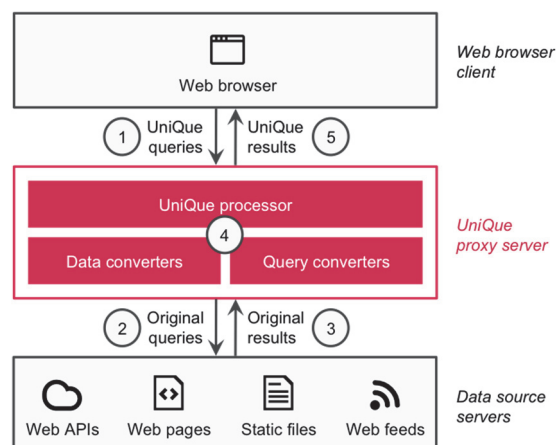 Web browser
Web browser
client
1 UniQue
queries
UniQue
results 5
UniQue processor
4
Data converters
Query converters
UniQue
proxy server
2 Original
queries
Original
results 3
Web APIs
Web pages
Static files
Web feeds
Data source
servers